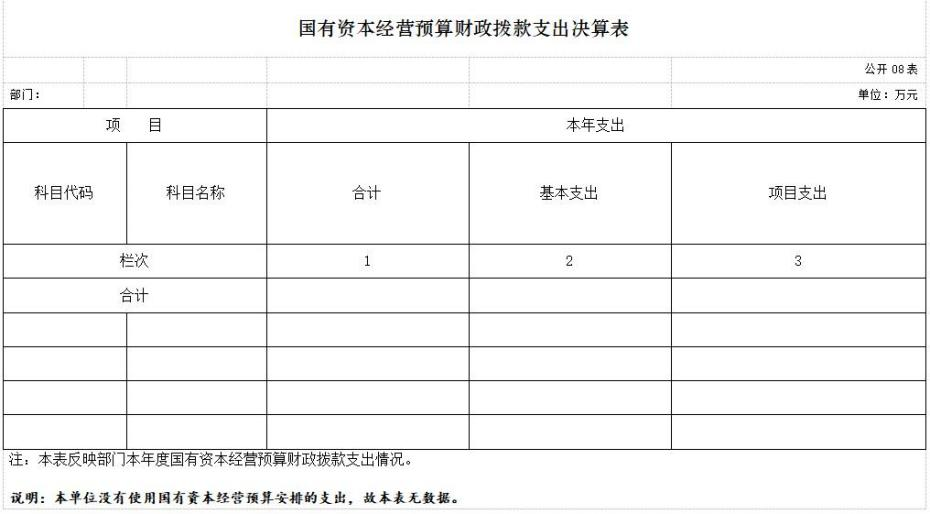 国有资本经营预算财政拨款支出决算表
公开 08 表
部门： 单位：万元
项 目 本年支出
科目代码 科目名称 合计 基本支出 项目支出
栏次 1 2 3
合计
注：本表反映部门本年度国有资本经营预算财政拨款支出情况。
说明：本单位没有使用国有资本经营预算安排的支出，故本表无数据。